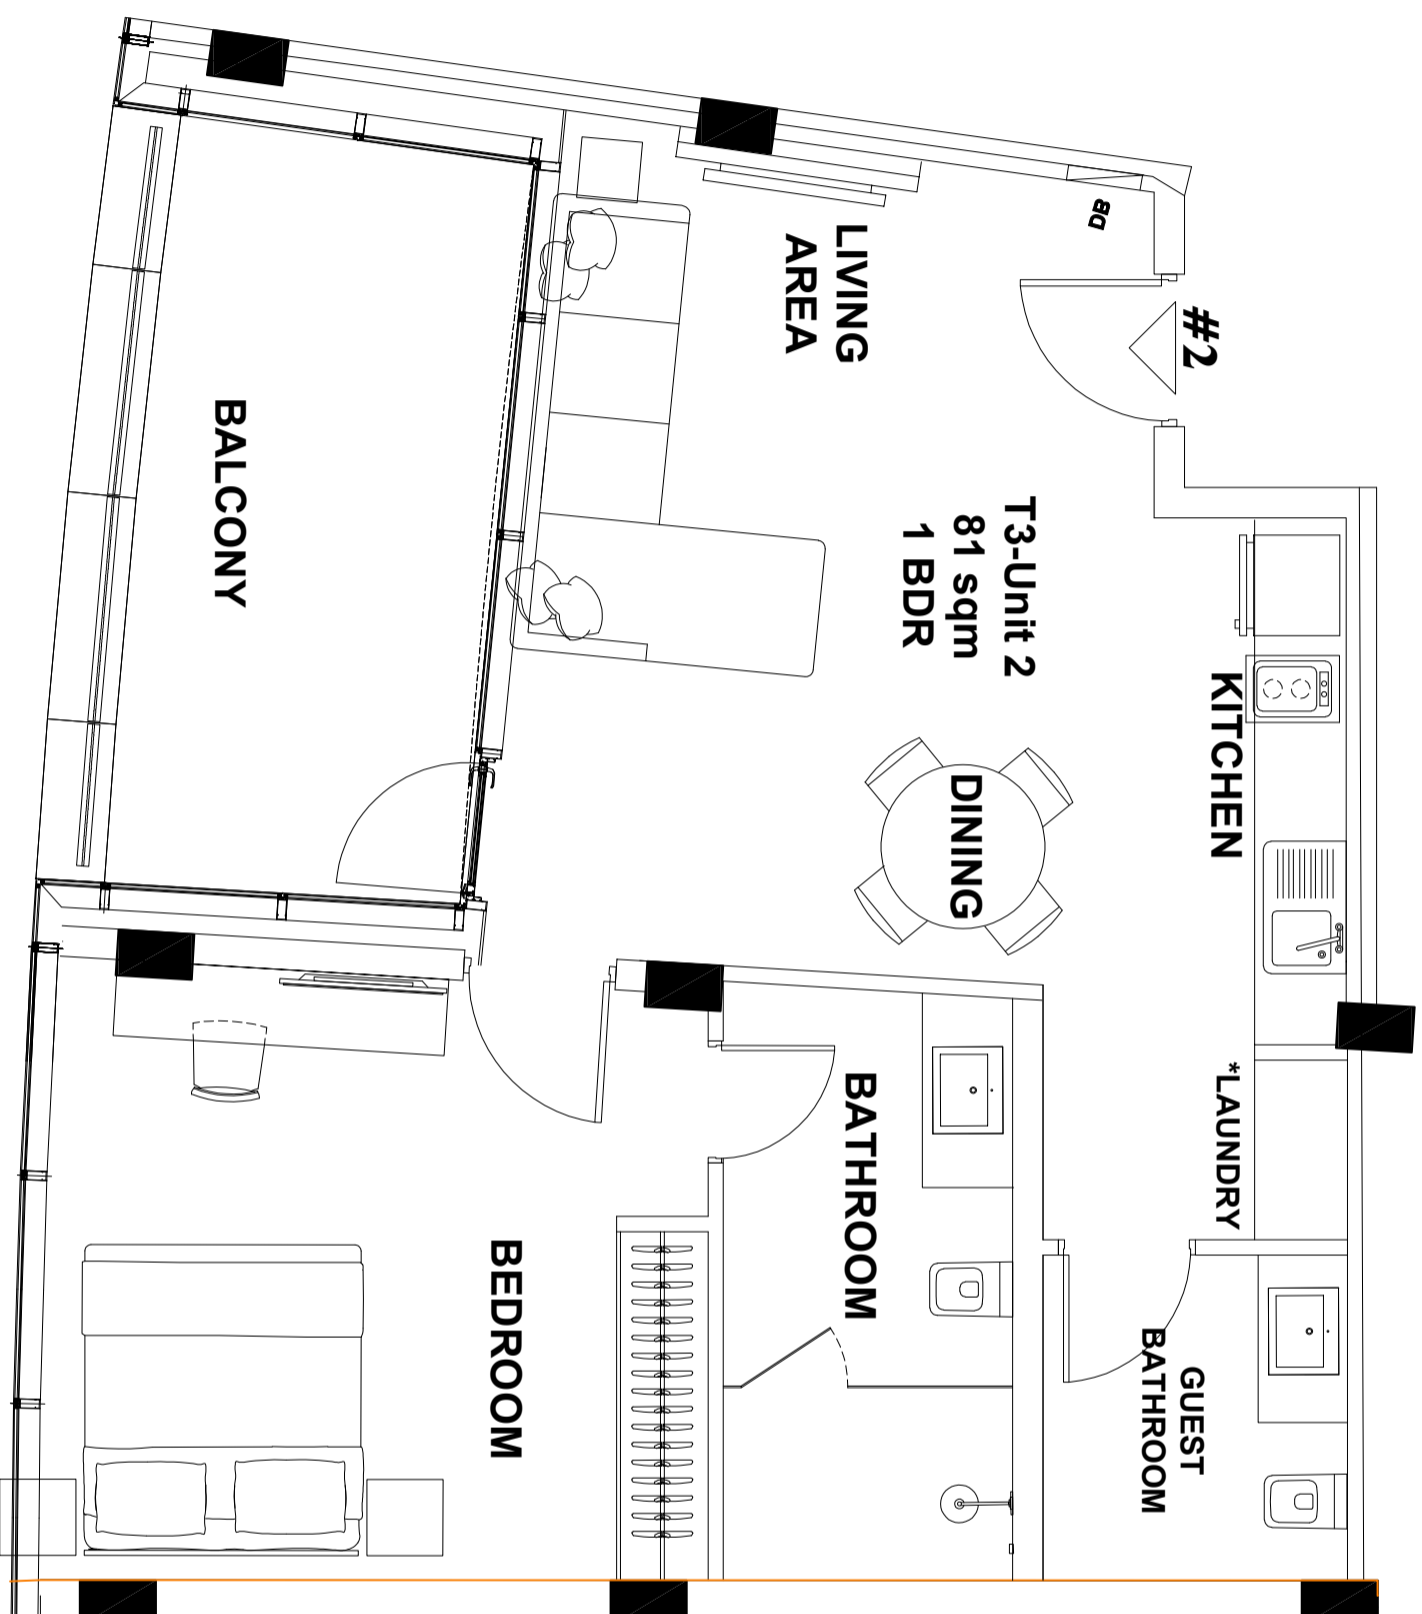 #2
DB
LIVING
AREA
T3-Unit 2
81 sqm
1 BDR
BALCONY
KITCHEN
DINING
*LAUNDRY
BATHROOM
BEDROOM
GUEST
BATHROOM